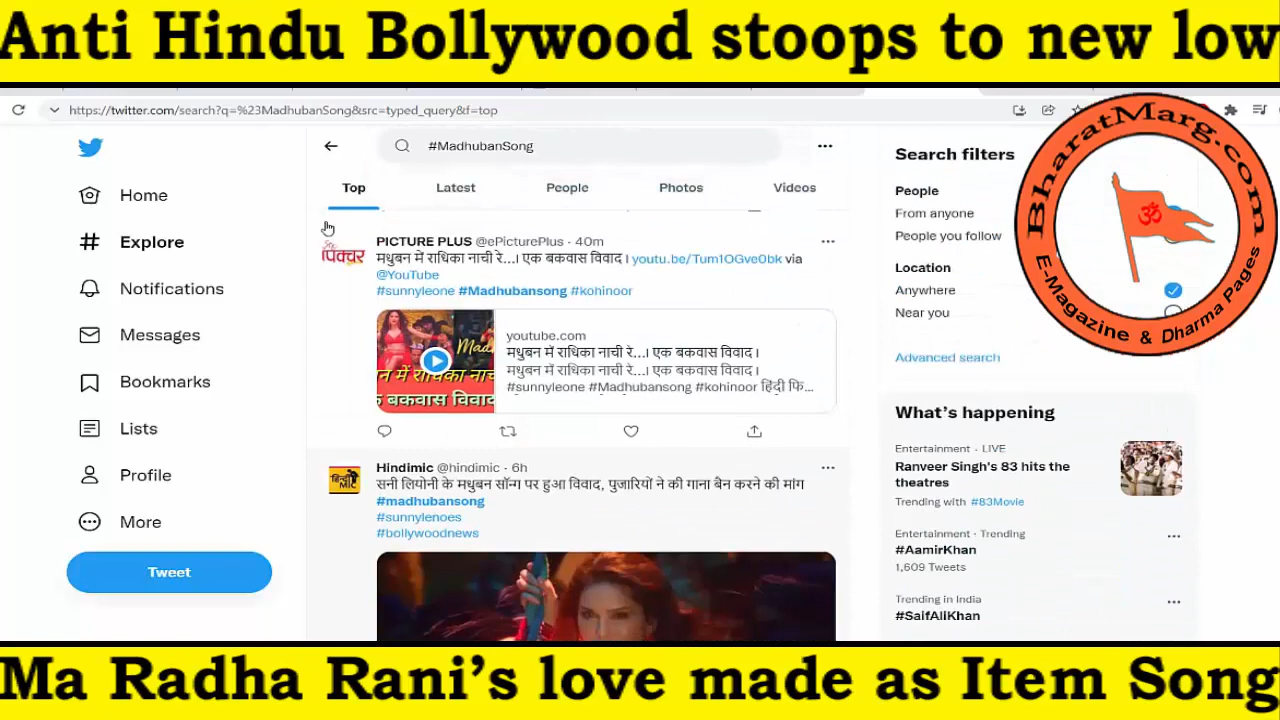 Anti Hindu Bollywood stoops to new low
https://twitter.com/search?q=%23MadhubanSong&src=typed_query&f=top
#MadhubanSong
Top
Latest
People
Photos
Videos
Home
Explore
Notifications
Messages
Bookmarks
Lists
Profile
More
Tweet
पिक्चर
PICTURE PLUS @ePicturePlus · 40m
मधुबन में राधिका नाची रे...। एक बकवास विवाद । youtu.be/Tum1OGve0bk via
@YouTube
#sunnyleone #Madhubansong #kohinoor
न में राधिका नाच
बकवास विवाद
youtube.com
मधुबन में राधिका नाची रे...। एक बकवास विवाद ।
मधुबन में राधिका नाची रे...। एक बकवास विवाद ।
#sunnyleone #Madhubansong #kohinoor हिंदी फि...
हिन्दी
Hindimic @hindimic · 6h
सनी लियोनी के मधुबन सॉन्ग पर हुआ विवाद, पुजारियों ने की गाना बैन करने की मांग
#madhubansong
#sunnylenoes
#bollywoodnews
Search filters
People
From anyone
People you follow
Location
Anywhere
Near you
Advanced search
What's happening
Entertainment · LIVE
Ranveer Singh's 83 hits the
theatres
Trending with #83Movie
Entertainment · Trending
#AamirKhan
1,609 Tweets
Trending in India
#SaifAliKhan
BharatMarg.com
ॐ
E-Magazine & Dharma Pages
Ma Radha Rani's love made as Item Song